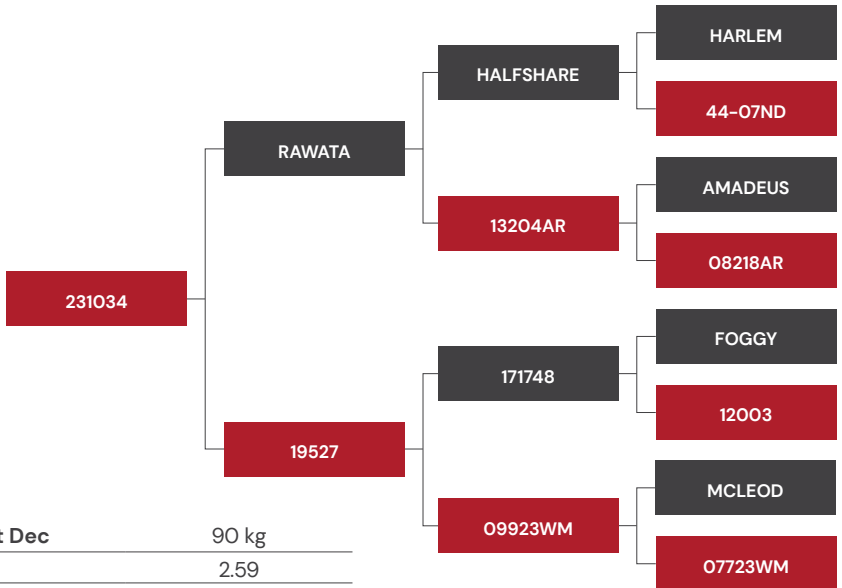 HARLEM
HALFSHARE
44-07ND
RAWATA
AMADEUS
13204AR
08218AR
231034
FOGGY
171748
12003
19527
MCLEOD
09923WM
07723WM
t Dec 90 kg
2.59